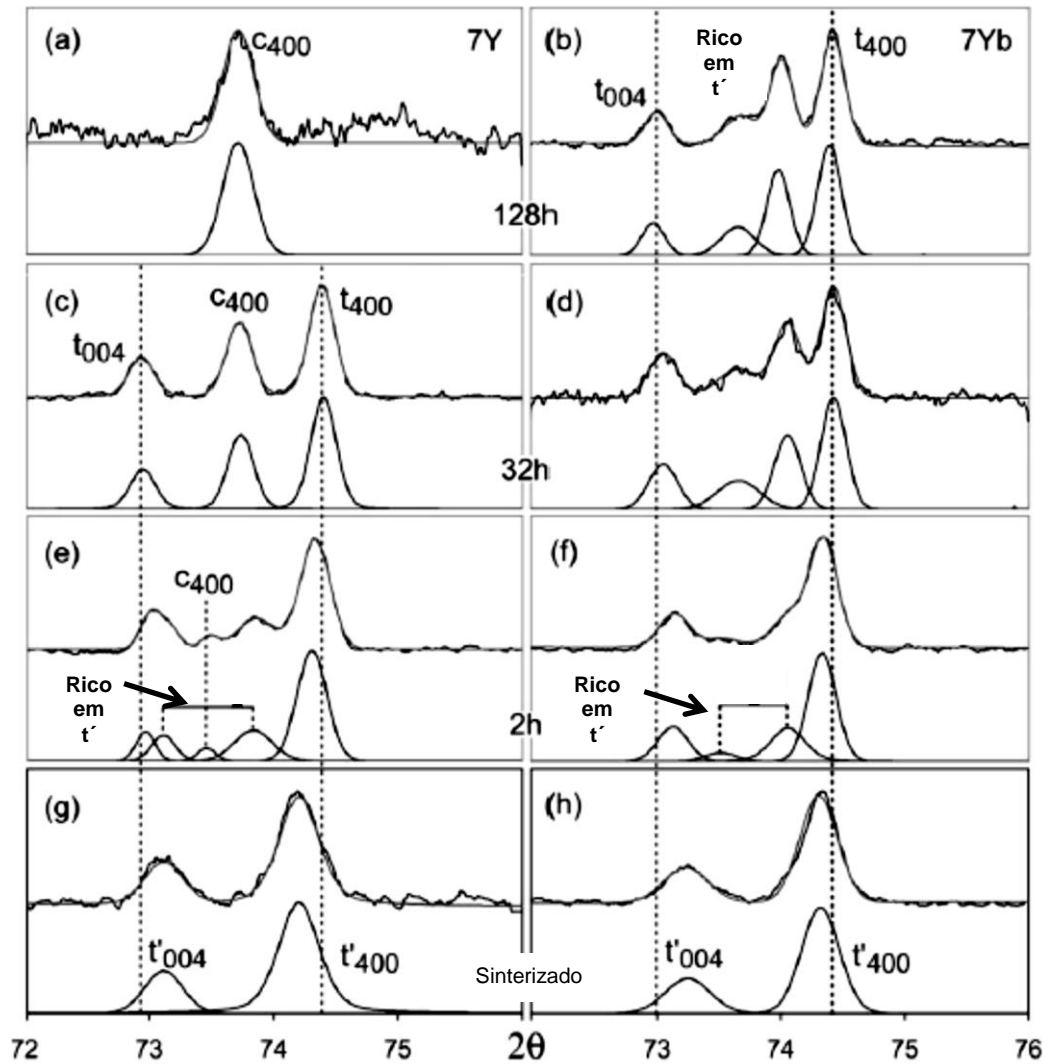 (a)
c400
7Y
(b)
Rico
em
t´
7Yb
t004
t400
128h
(c)
c400
t400
t004
(d)
32h
(e)
c400
Rico
em
t´
(f)
Rico
em
t´
2h
(g)
t'004
t'400
(h)
t'004
t'400
Sinterizado
72 73 74 75 2θ 73 74 75 76